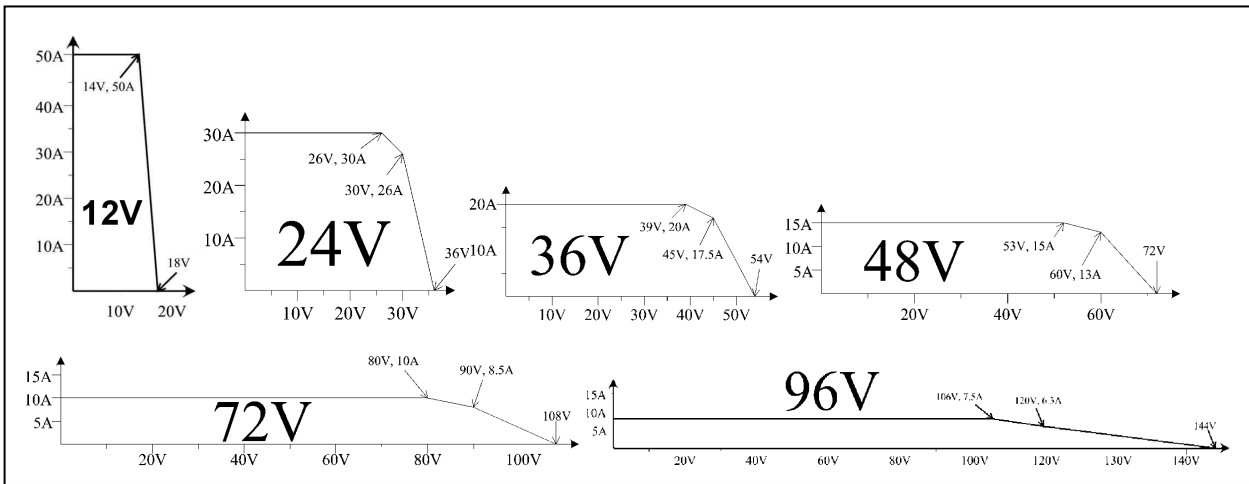 50A
14V, 50A
40A
30A
20A
12V
10A
18V
10V 20V
30A
26V, 30A
20A
30V, 26A
24V
10A
36V
10V 20V 30V
20A
39V, 20A
36V
10A
45V, 17.5A
54V
10V 20V 30V 40V 50V
15A
10A
5A
48V
53V, 15A
60V, 13A
72V
20V 40V 60V
15A
10A
5A
72V
80V, 10A
90V, 8.5A
108V
20V 40V 60V 80V 100V
96V
15A
10A
5A
106V, 7.5A
120V, 6.3A
144V
20V 40V 60V 80V 100V 120V 130V 140V